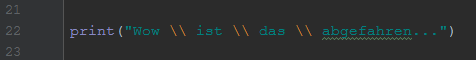 21
22 print("Wow \\ ist \\ das \\ abgefahren...")
23